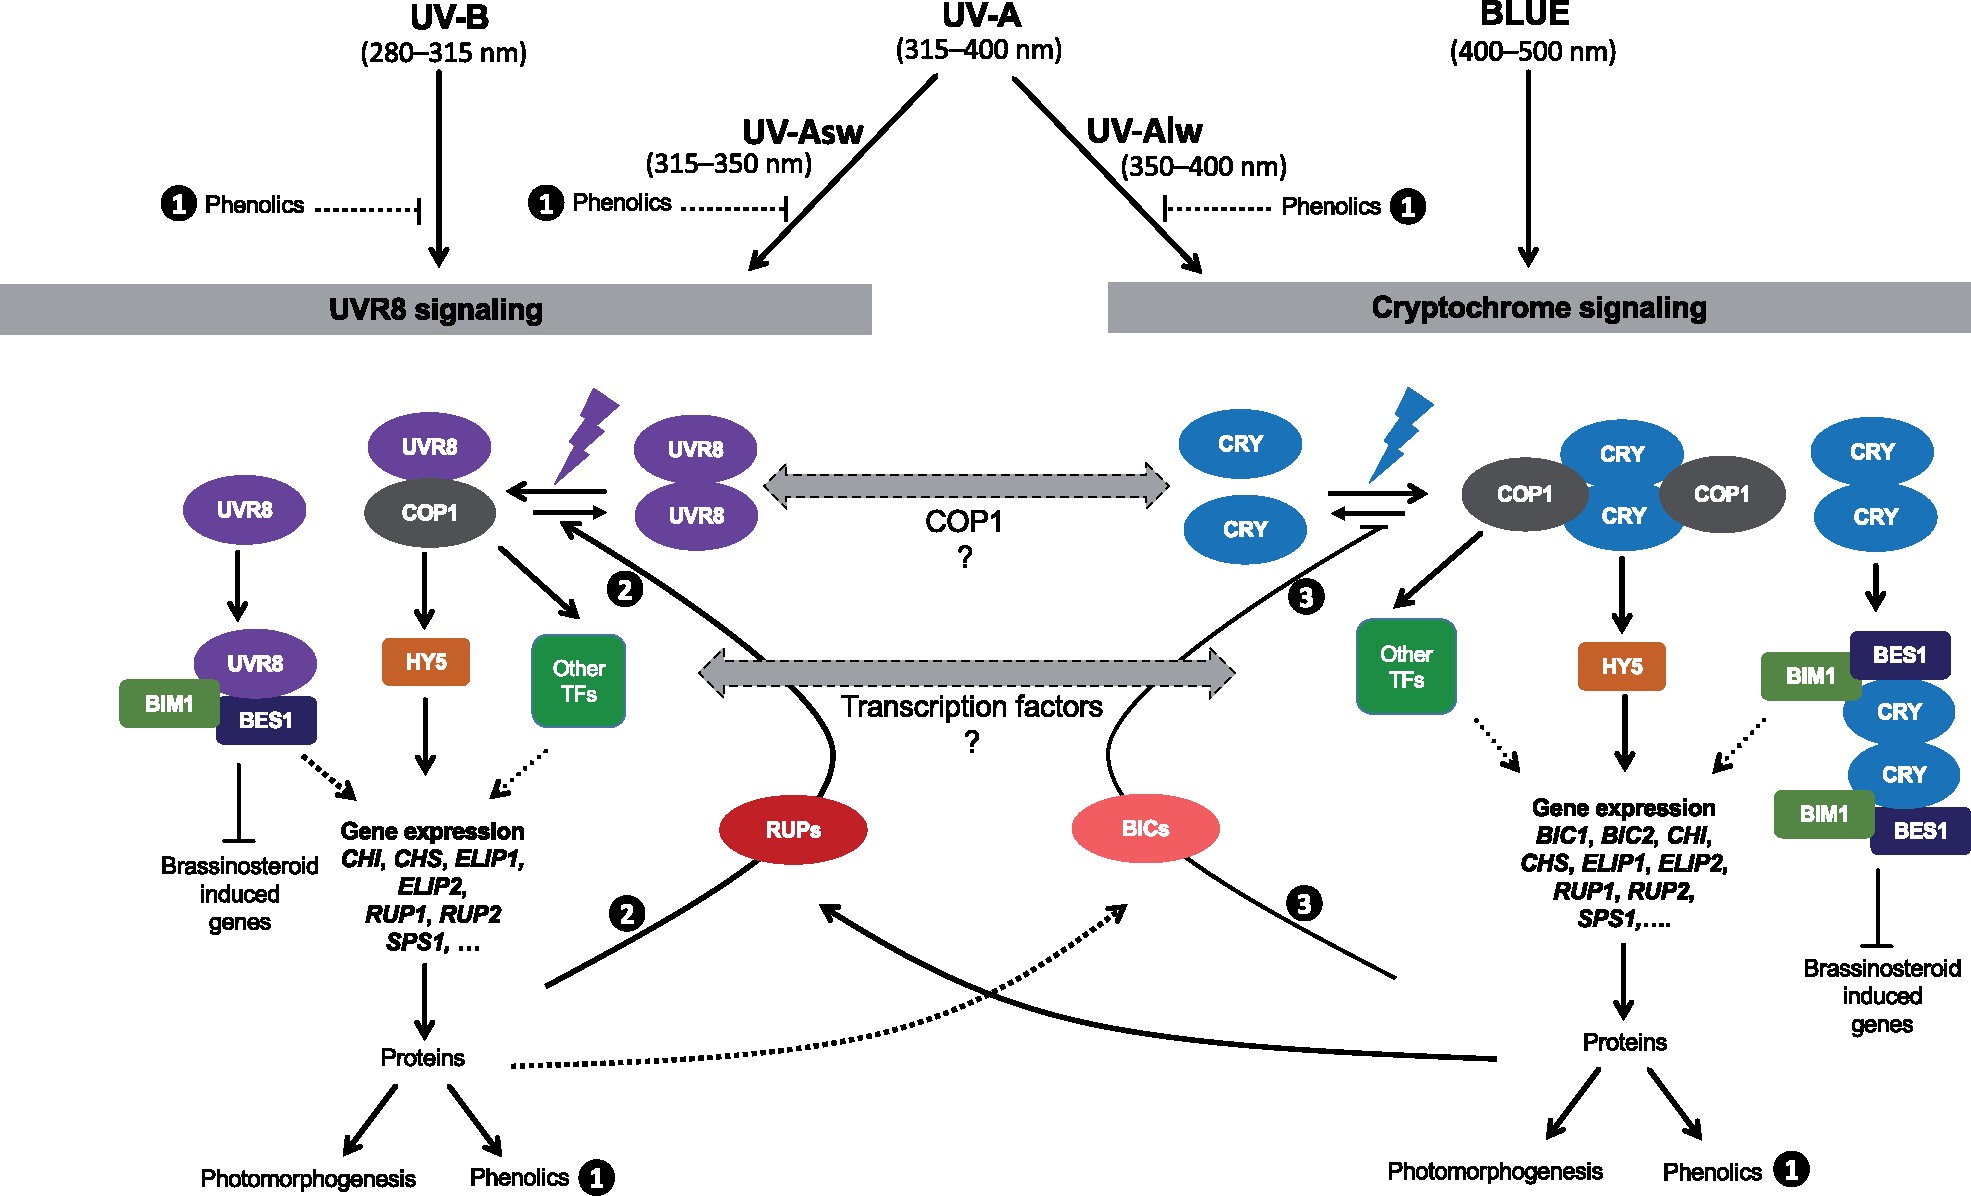 UV-B
(280–315 nm)
UV-A
(315–400 nm)
BLUE
(400–500 nm)
UV-Asw
(315–350 nm)
UV-Alw
(350–400 nm)
1 Phenolics
1 Phenolics
Phenolics 1
UVR8 signaling
Cryptochrome signaling
UVR8
UVR8
COP1
UVR8
UVR8
COP1
?
CRY
CRY
COP1
CRY
CRY
COP1
CRY
CRY
2
3
UVR8
BIM1
BES1
HY5
Other
TFs
Transcription factors
?
Other
TFs
HY5
BIM1
BES1
CRY
CRY
BIM1
BES1
Brassinosteroid
induced
genes
Gene expression
CHI, CHS, ELIP1,
ELIP2,
RUP1, RUP2
SPS1, ...
RUPs
BICs
2
3
Gene expression
BIC1, BIC2, CHI,
CHS, ELIP1, ELIP2,
RUP1, RUP2,
SPS1,....
Brassinosteroid
induced
genes
Proteins
Proteins
Photomorphogenesis
Phenolics 1
Photomorphogenesis
Phenolics 1